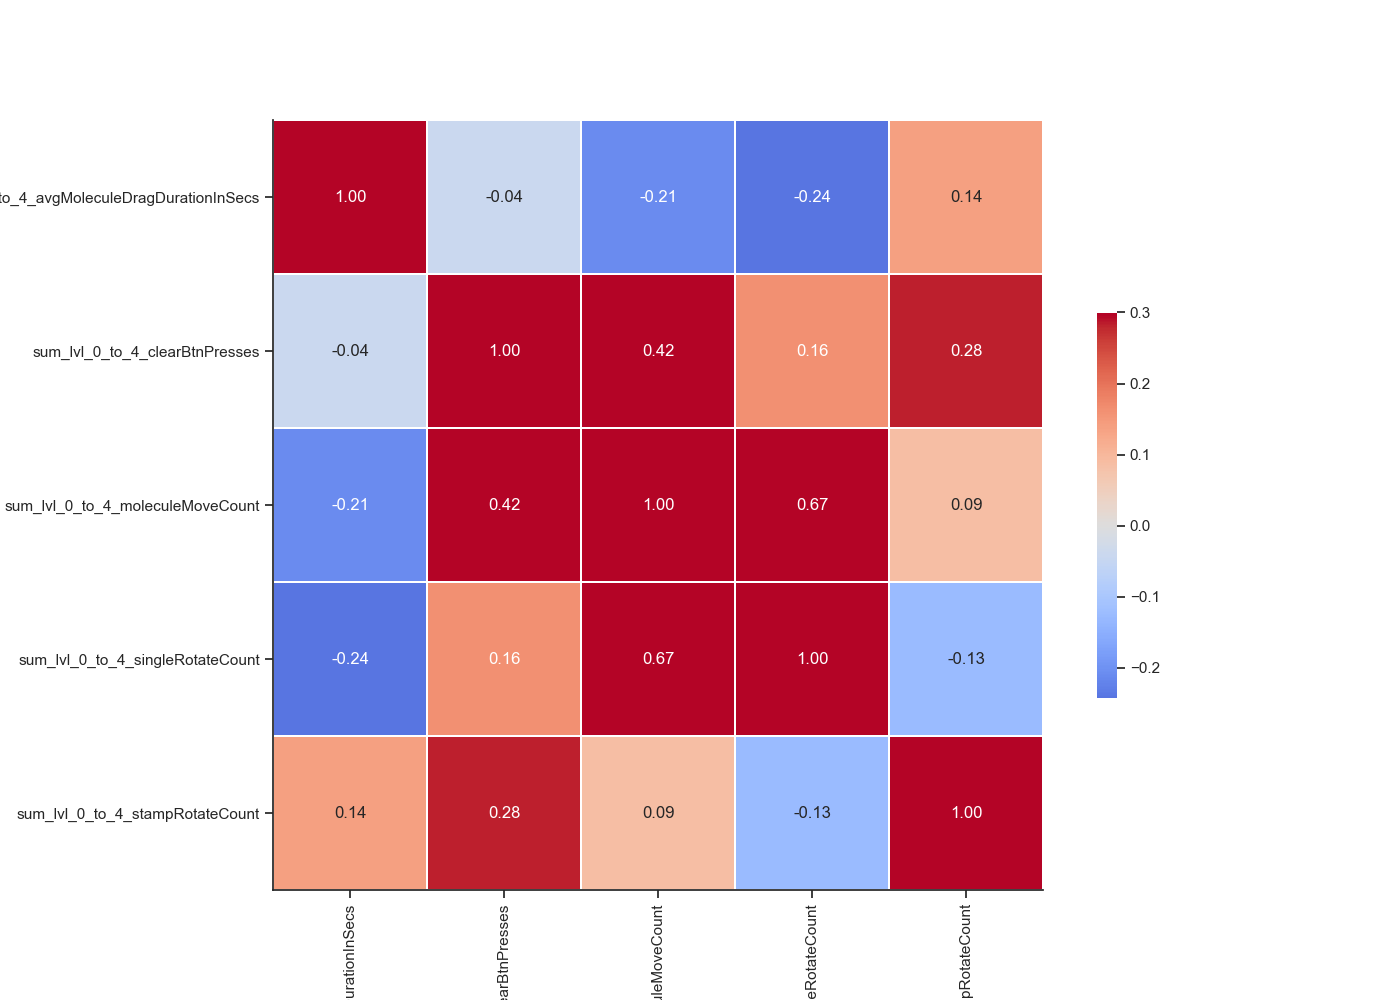 to_4_avgMoleculeDragDurationInSecs 1.00 -0.04 -0.21 -0.24 0.14
sum_lvl_0_to_4_clearBtnPresses -0.04 1.00 0.42 0.16 0.28
sum_lvl_0_to_4_moleculeMoveCount -0.21 0.42 1.00 0.67 0.09
sum_lvl_0_to_4_singleRotateCount -0.24 0.16 0.67 1.00 -0.13
sum_lvl_0_to_4_stampRotateCount 0.14 0.28 0.09 -0.13 1.00
urationInSecs
earBtnPresses
uleMoveCount
eRotateCount
pRotateCount
0.3
0.2
0.1
0.0
−0.1
−0.2